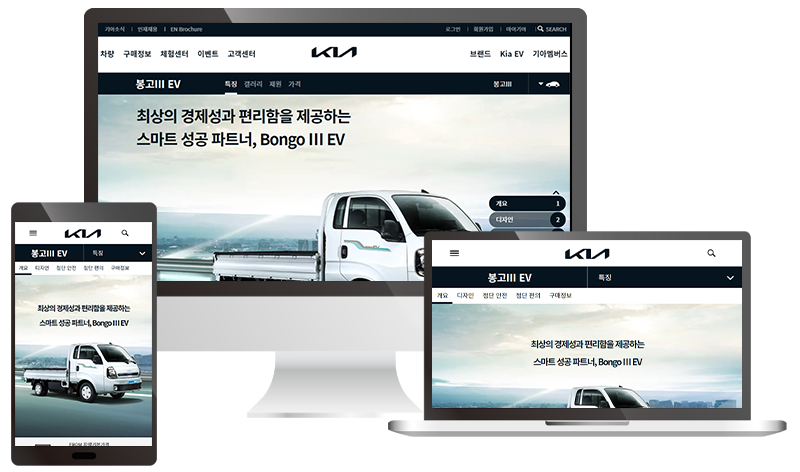 기아소식 | 인재채용 | EN Brochure
로그인 | 회원가입 | 마이기아 | SEARCH
차량 구매정보 체험센터 이벤트 고객센터
KIA
브랜드 Kia EV 기아멤버스
봉고III EV
특징 갤러리 제원 가격
봉고III
최상의 경제성과 편리함을 제공하는
스마트 성공 파트너, Bongo III EV
개요 1
디자인 2
KIA
봉고III EV
특징
개요 디자인 첨단 안전 첨단 편의 구매정보
최상의 경제성과 편리함을 제공하는
스마트 성공 파트너, Bongo III EV
KIA
봉고III EV
특징
개요 디자인 첨단 안전 첨단 편의 구매정보
최상의 경제성과 편리함을 제공하는
스마트 성공 파트너, Bongo III EV